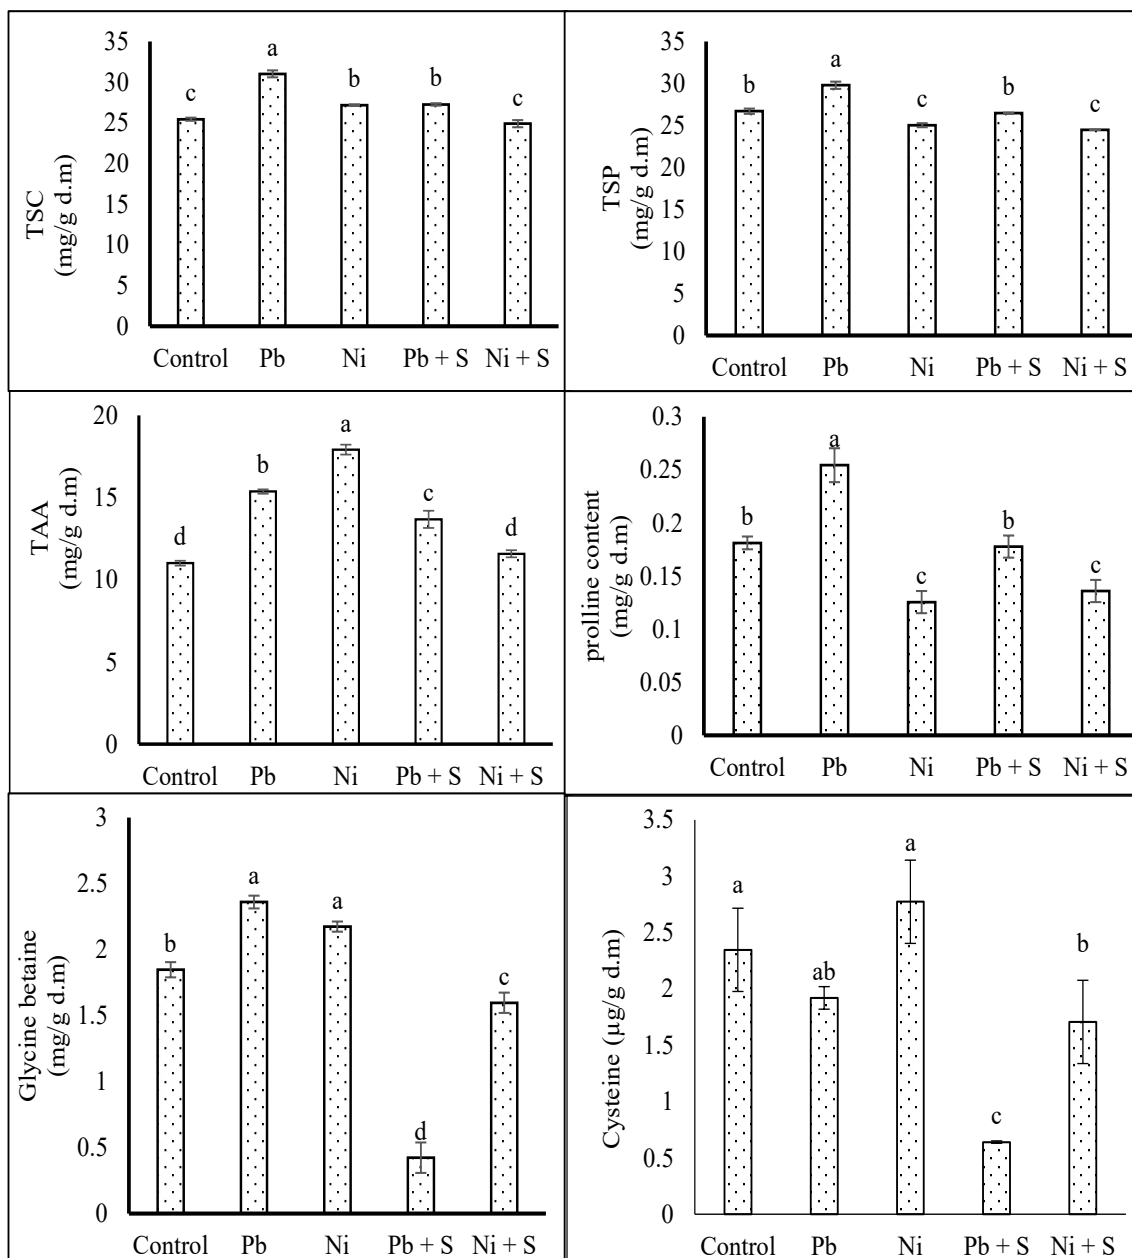 35
30
25
20
15
10
5
0
TSC
(mg/g d.m)
c
a
b
b
c
Control Pb Ni Pb + S Ni + S
40
35
30
25
20
15
10
5
0
TSP
(mg/g d.m)
b
a
c
b
c
Control Pb Ni Pb + S Ni + S
20
15
10
5
0
TAA
(mg/g d.m)
d
b
a
c
d
Control Pb Ni Pb + S Ni + S
0.3
0.25
0.2
0.15
0.1
0.05
0
prolline content
(mg/g d.m)
b
a
c
b
c
Control Pb Ni Pb + S Ni + S
3
2.5
2
1.5
1
0.5
0
Glycine betaine
(mg/g d.m)
b
a
a
d
c
Control Pb Ni Pb + S Ni + S
3.5
3
2.5
2
1.5
1
0.5
0
Cysteine (µg/g d.m)
a
ab
a
c
b
Control Pb Ni Pb + S Ni + S